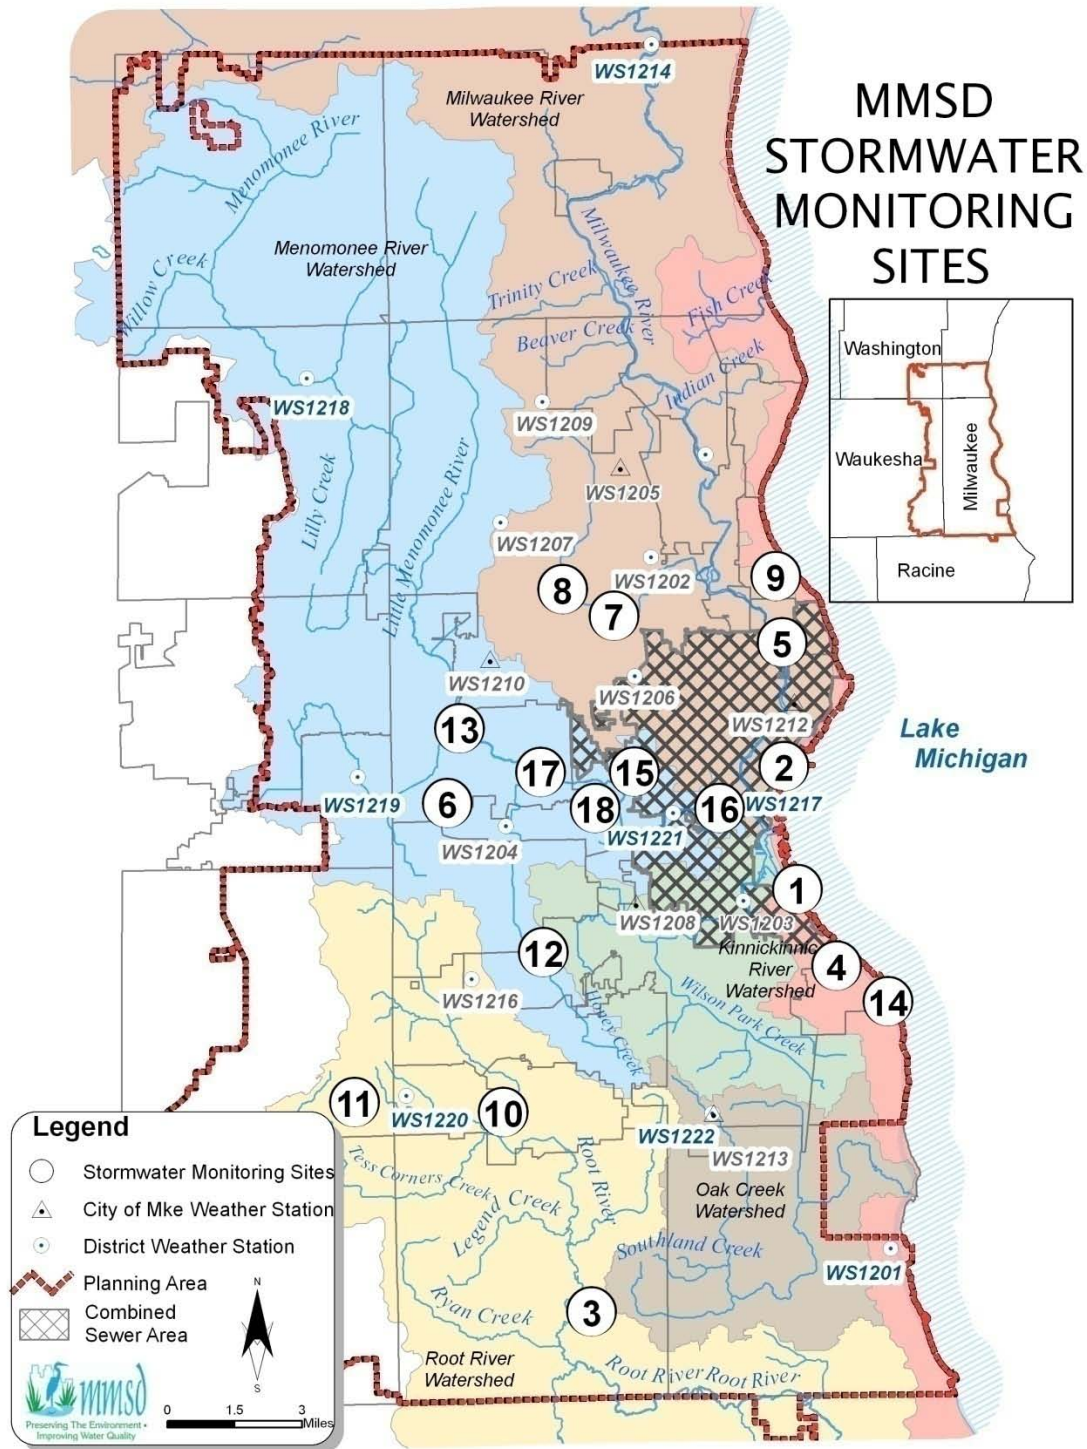 MMSD
STORMWATER
MONITORING
SITES
WS1214
Milwaukee River
Watershed
Menomonee River
Menomonee River
Watershed
Willow Creek
Milwaukee River
Trinity Creek
Fish Creek
Beaver Creek
Indian Creek
Washington
Waukesha
Milwaukee
Racine
WS1218
WS1209
WS1205
Lilly Creek
Little Menomonee River
WS1207
WS1202
8
9
7
5
WS1210
WS1206
WS1212
13
Lake
Michigan
17
15
2
WS1219
6
18
16
WS1217
WS1221
WS1204
1
WS1208
WS1203
12
Kinnickinnic
River
Watershed
4
WS1216
14
Wilson Park Creek
Honey Creek
11
WS1220
10
WS1222
WS1213
Tess Corners Creek
Root River
Legend Creek
Oak Creek
Watershed
Southland Creek
WS1201
Ryan Creek
3
Root River
Watershed
Root River
Root River
Legend
Stormwater Monitoring Sites
City of Mke Weather Station
District Weather Station
Planning Area
Combined
Sewer Area
N
S
mmsd
Preserving The Environment •
Improving Water Quality
0 1.5 3
Miles